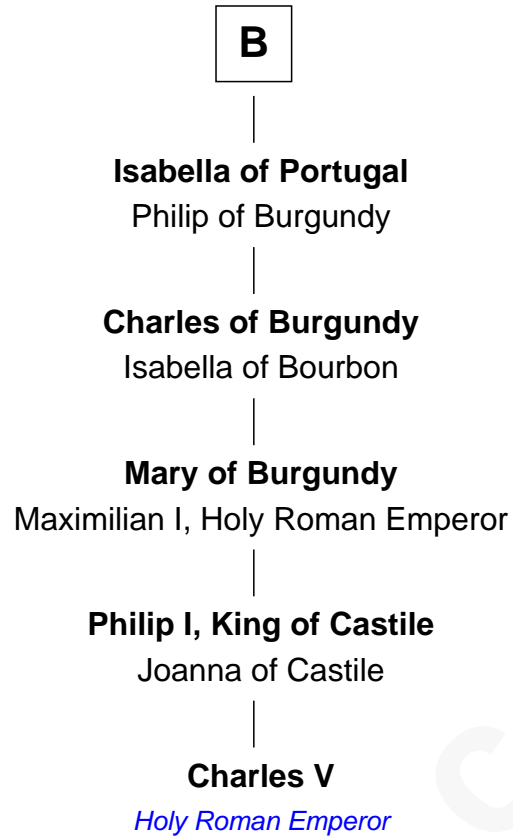 B
Isabella of Portugal
Philip of Burgundy
Charles of Burgundy
Isabella of Bourbon
Mary of Burgundy
Maximilian I, Holy Roman Emperor
Philip I, King of Castile
Joanna of Castile
Charles V
Holy Roman Emperor